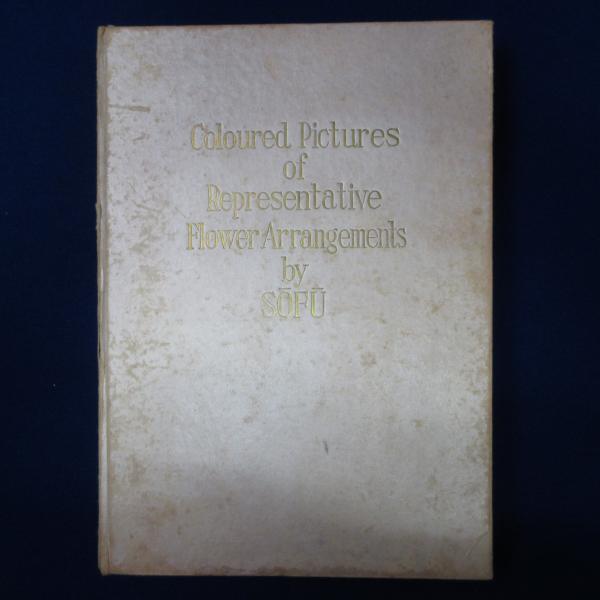 Coloured Pictures
of
Representative
Flower Arrangements
by
SŌFŪ